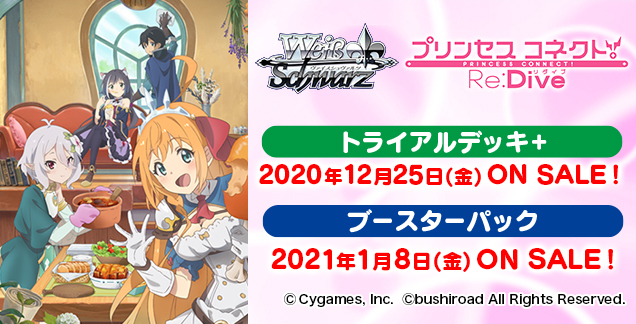 Weiß Schwarz
ヴァイスシュヴァルツ
プリンセス コネクト!
PRINCESS CONNECT!
Re:Dive
リダイブ
トライアルデッキ+
2020年12月25日(金) ON SALE!
ブースターパック
2021年1月8日(金) ON SALE!
© Cygames, Inc. ©bushiroad All Rights Reserved.